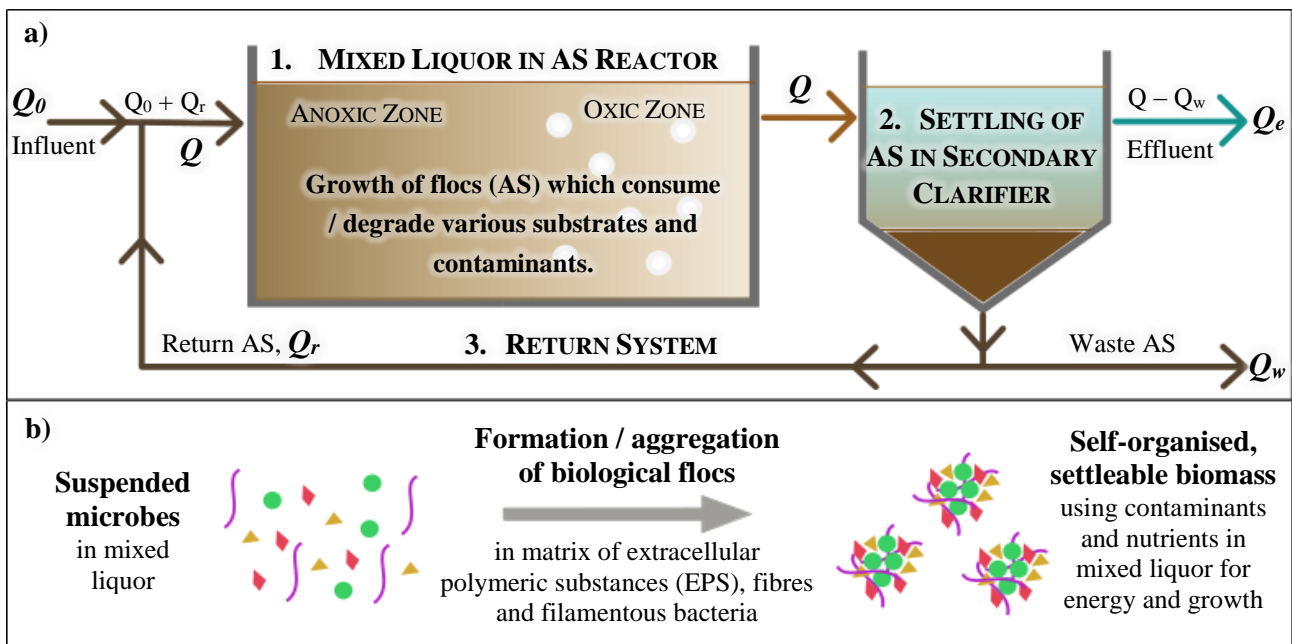 a)
1. MIXED LIQUOR IN AS REACTOR
Q0
Q0 + Qr
Influent
Q
ANOXIC ZONE
OXIC ZONE
Growth of flocs (AS) which consume
/ degrade various substrates and
contaminants.
Q
2. SETTLING OF
AS IN SECONDARY
CLARIFIER
Q – Qw
Qe
Effluent
Return AS, Qr
3. RETURN SYSTEM
Waste AS
Qw
b)
Suspended
microbes
in mixed
liquor
Formation / aggregation
of biological flocs
in matrix of extracellular
polymeric substances (EPS), fibres
and filamentous bacteria
Self-organised,
settleable biomass
using contaminants
and nutrients in
mixed liquor for
energy and growth